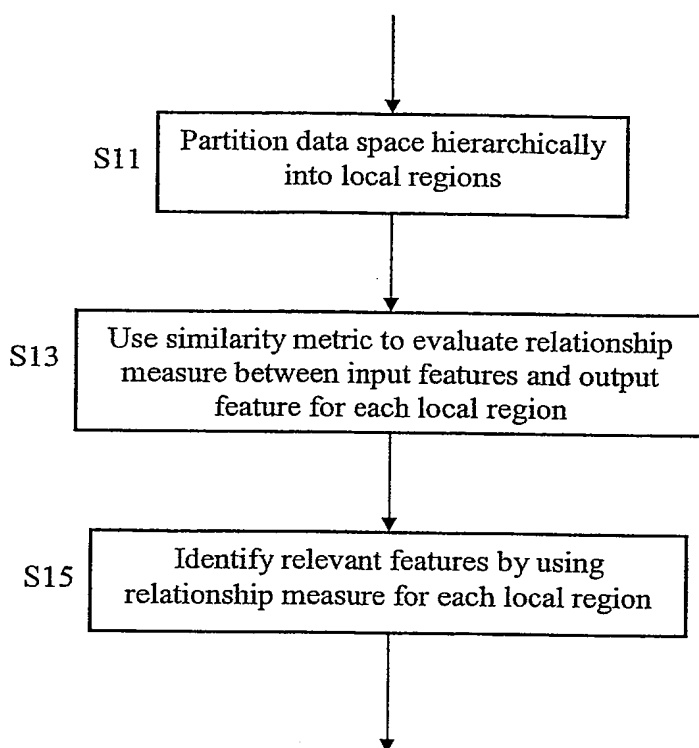 S11
Partition data space hierarchically
into local regions
S13
Use similarity metric to evaluate relationship
measure between input features and output
feature for each local region
S15
Identify relevant features by using
relationship measure for each local region